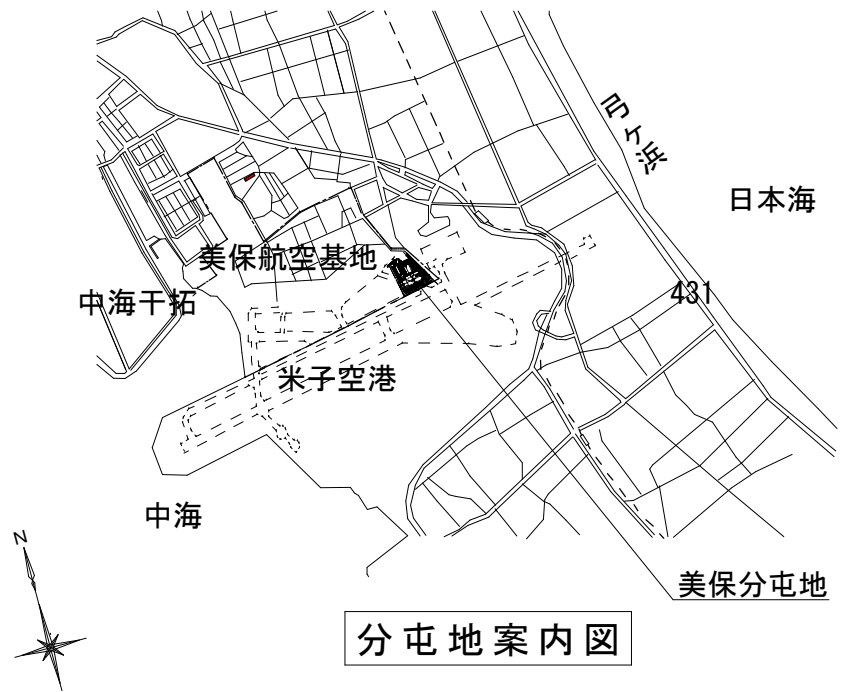 弓ヶ浜
日本海
美保航空基地
431
中海干拓
米子空港
中海
N
美保分屯地
分屯地案内図